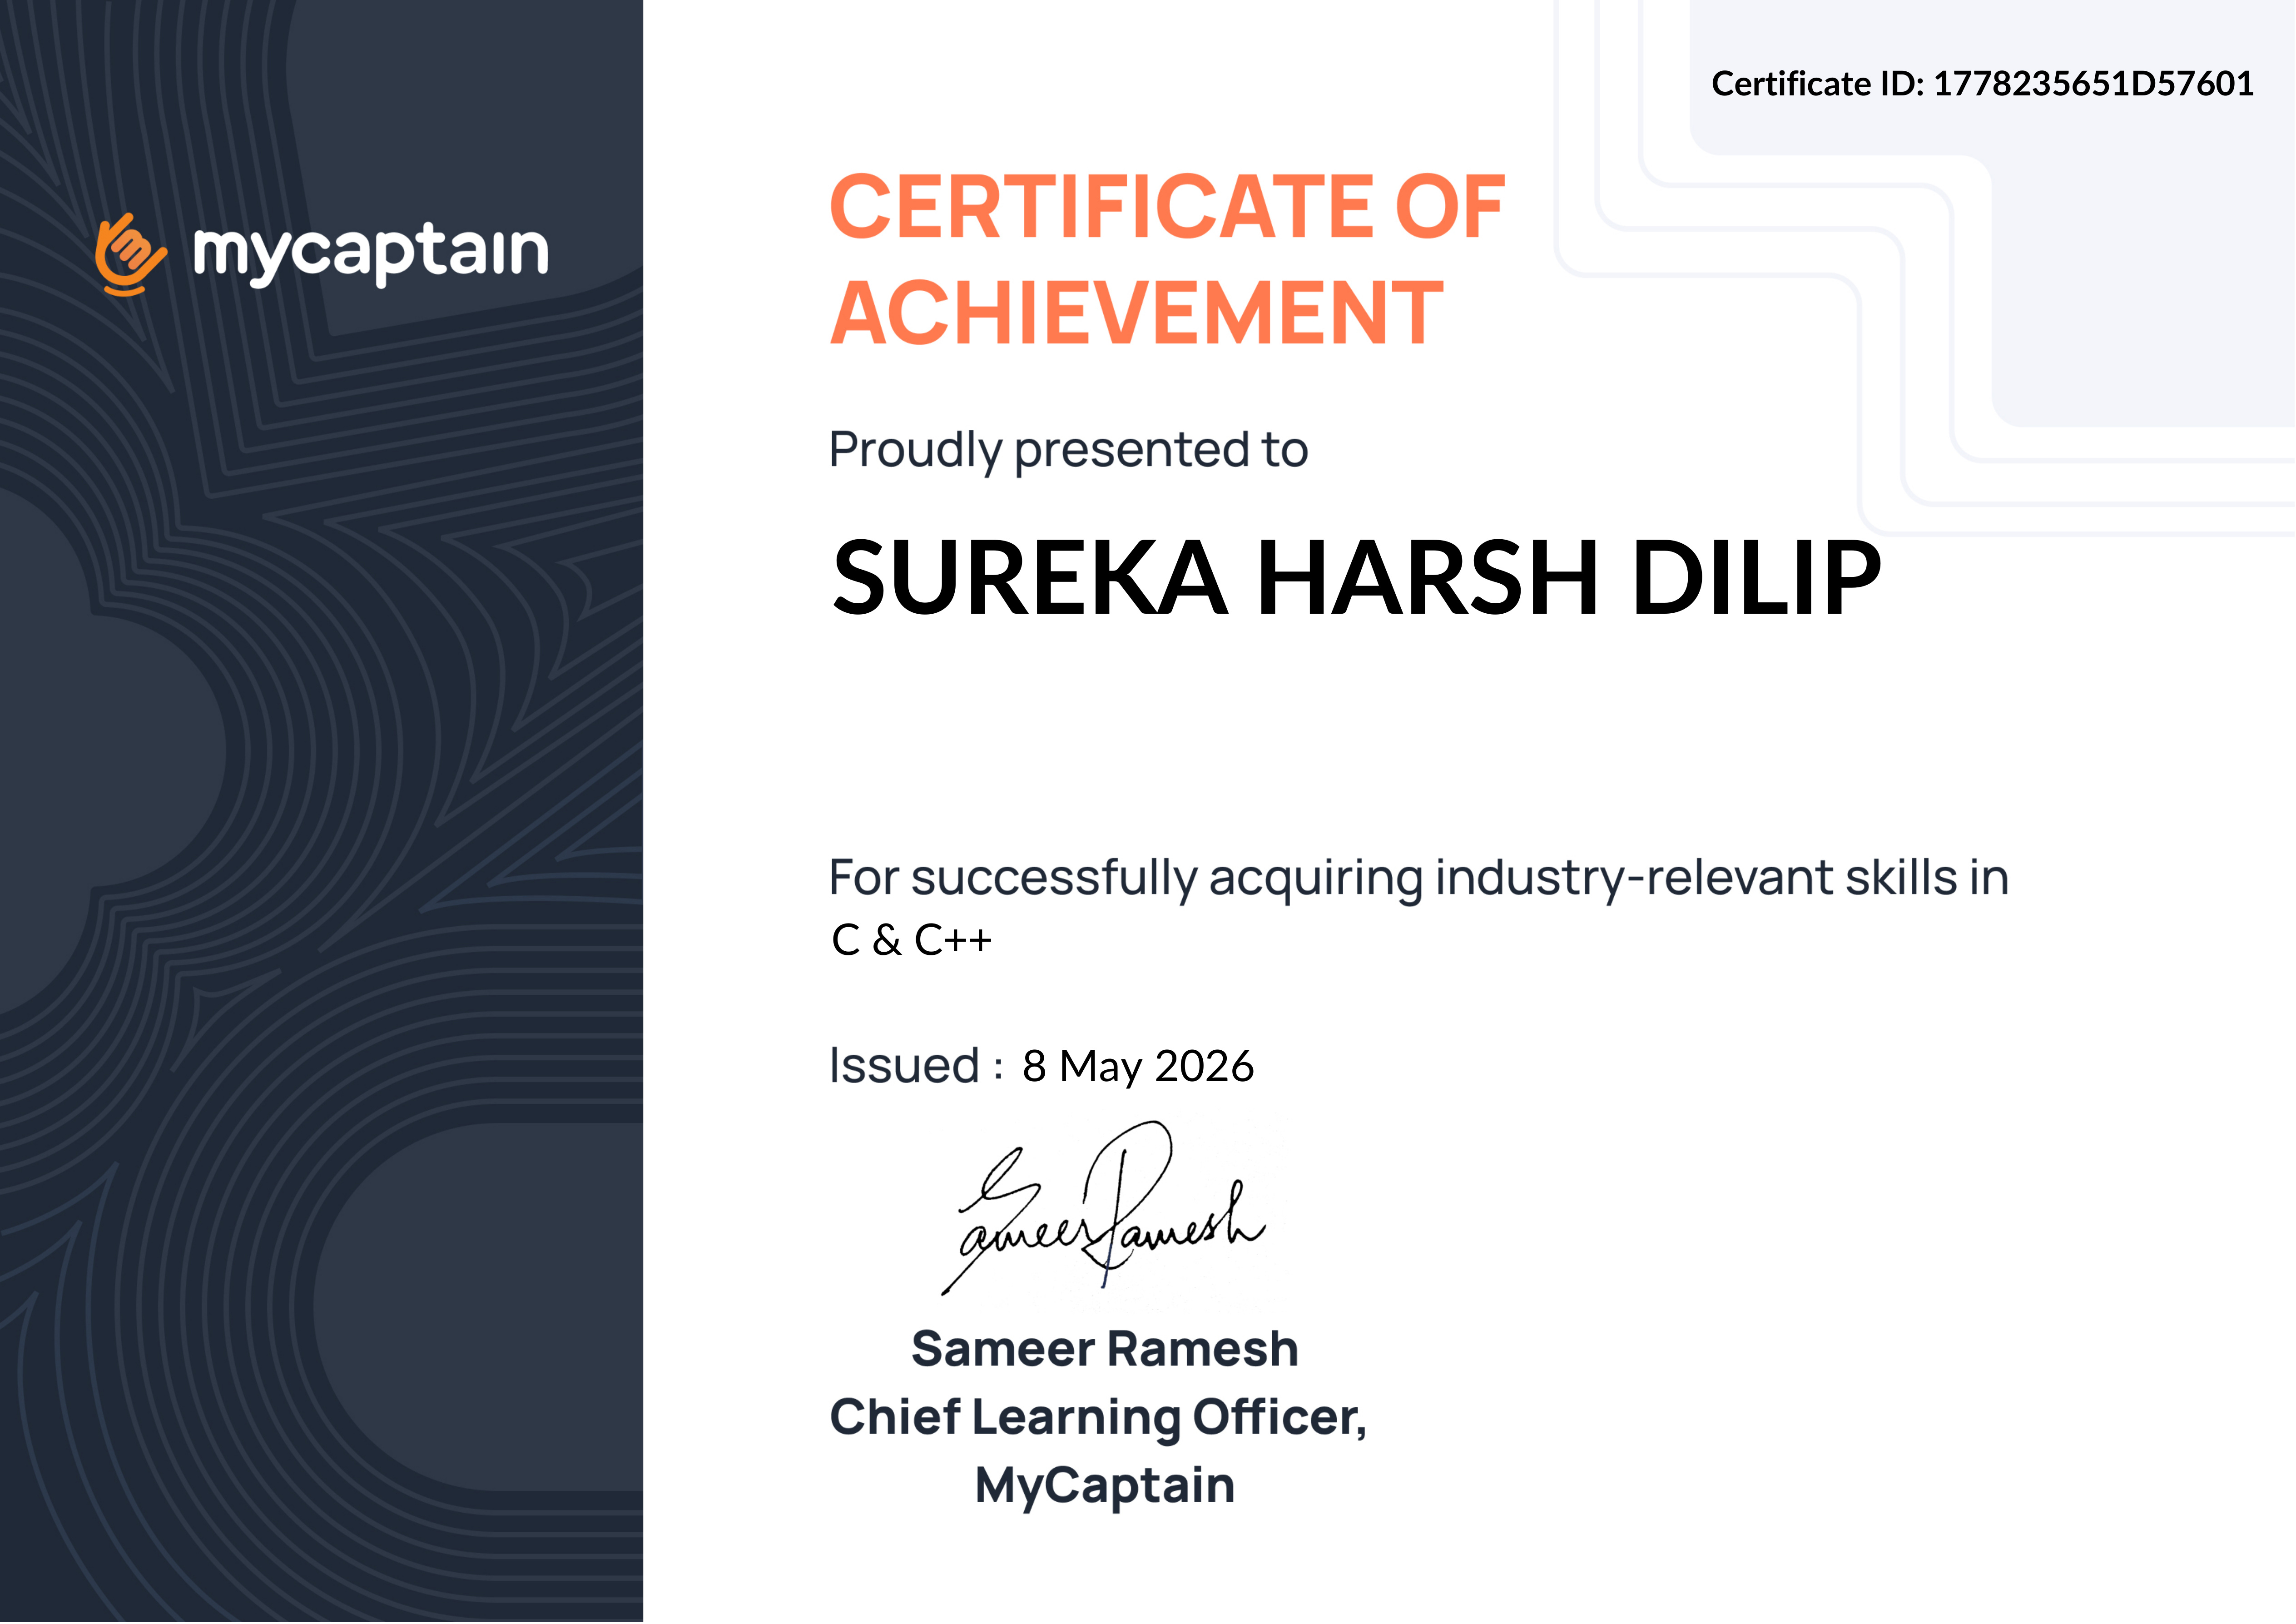 Certificate ID: 1778235651D57601
mycaptain
CERTIFICATE OF
ACHIEVEMENT
Proudly presented to
SUREKA HARSH DILIP
For successfully acquiring industry-relevant skills in
C & C++
Issued : 8 May 2026
Sameer Ramesh
Sameer Ramesh
Chief Learning Officer,
MyCaptain